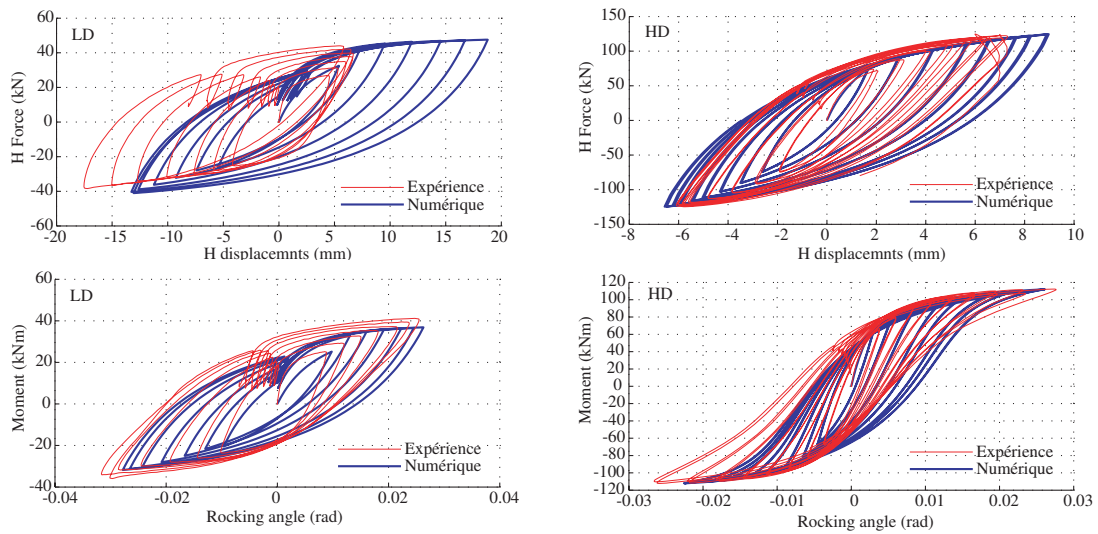 LD
H Force (kN)
60
40
20
0
-20
-40
-60
Expérience
Numérique
-20 -15 -10 -5 0 5 10 15 20
H displacemnts (mm)
HD
H Force (kN)
150
100
50
0
-50
-100
-150
Expérience
Numérique
-8 -6 -4 -2 0 2 4 6 8 10
H displacemnts (mm)
LD
Moment (kNm)
60
40
20
0
-20
-40
Expérience
Numérique
-0.04 -0.02 0 0.02 0.04
Rocking angle (rad)
HD
Moment (kNm)
120
100
80
60
40
20
0
-20
-40
-60
-80
-100
-120
Expérience
Numérique
-0.03 -0.02 -0.01 0 0.01 0.02 0.03
Rocking angle (rad)